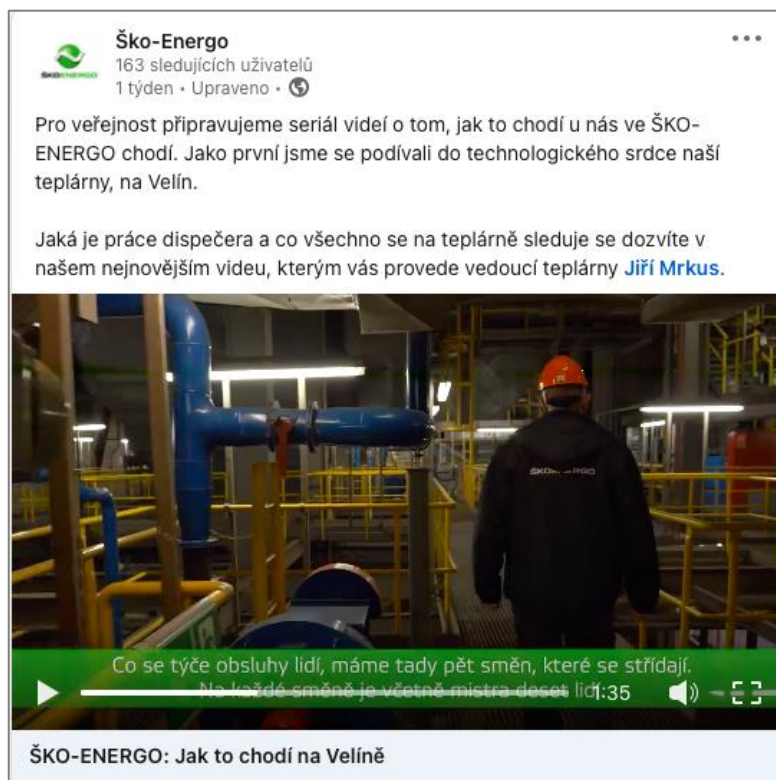 Ško-Energo
163 sledujících uživatelů
1 týden • Upraveno •
ŠKOENERGO
Pro veřejnost připravujeme seriál videí o tom, jak to chodí u nás ve ŠKO-
ENERGO chodí. Jako první jsme se podívali do technologického srdce naší
teplárny, na Velín.
Jaká je práce dispečera a co všechno se na teplárně sleduje se dozvíte v
našem nejnovějším videu, kterým vás provede vedoucí teplárny Jiří Mrkus.
ŠKOENERGO
Co se týče obsluhy lidí, máme tady pět směn, které se střídají.
Na každé směně je včetně mistra deset lidí.
1:35
ŠKO-ENERGO: Jak to chodí na Velíně